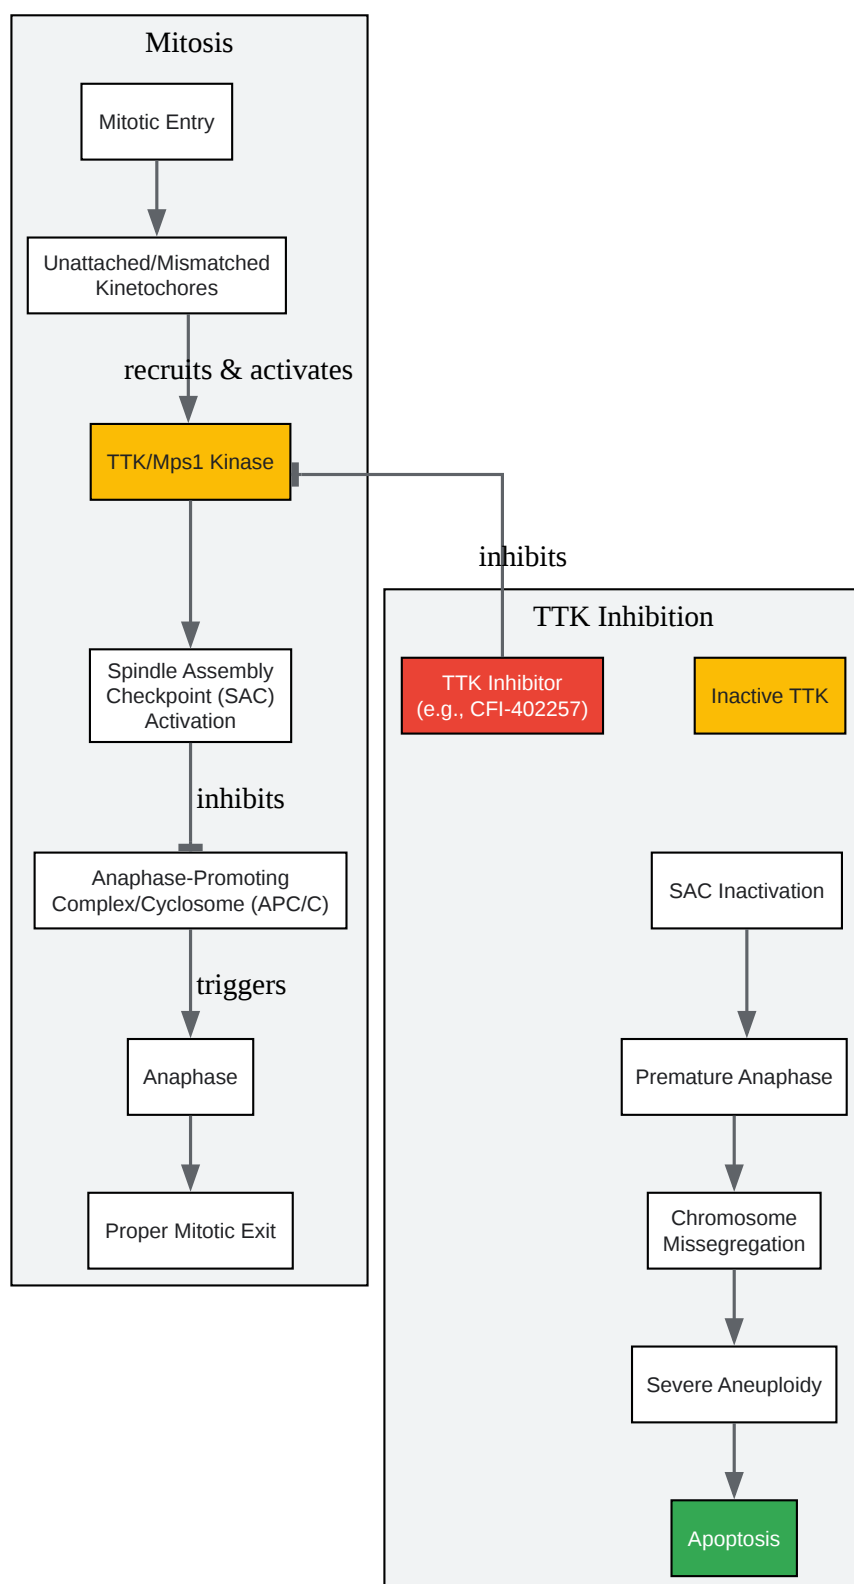 Mitosis
Mitotic Entry
Unattached/Mismatched
Kinetochores
recruits & activates
TTK/Mps1 Kinase
inhibits
TTK Inhibition
TTK Inhibitor
(e.g., CFI-402257)
Inactive TTK
Spindle Assembly
Checkpoint (SAC)
Activation
inhibits
Anaphase-Promoting
Complex/Cyclosome (APC/C)
SAC Inactivation
triggers
Anaphase
Premature Anaphase
Proper Mitotic Exit
Chromosome
Missegregation
Severe Aneuploidy
Apoptosis